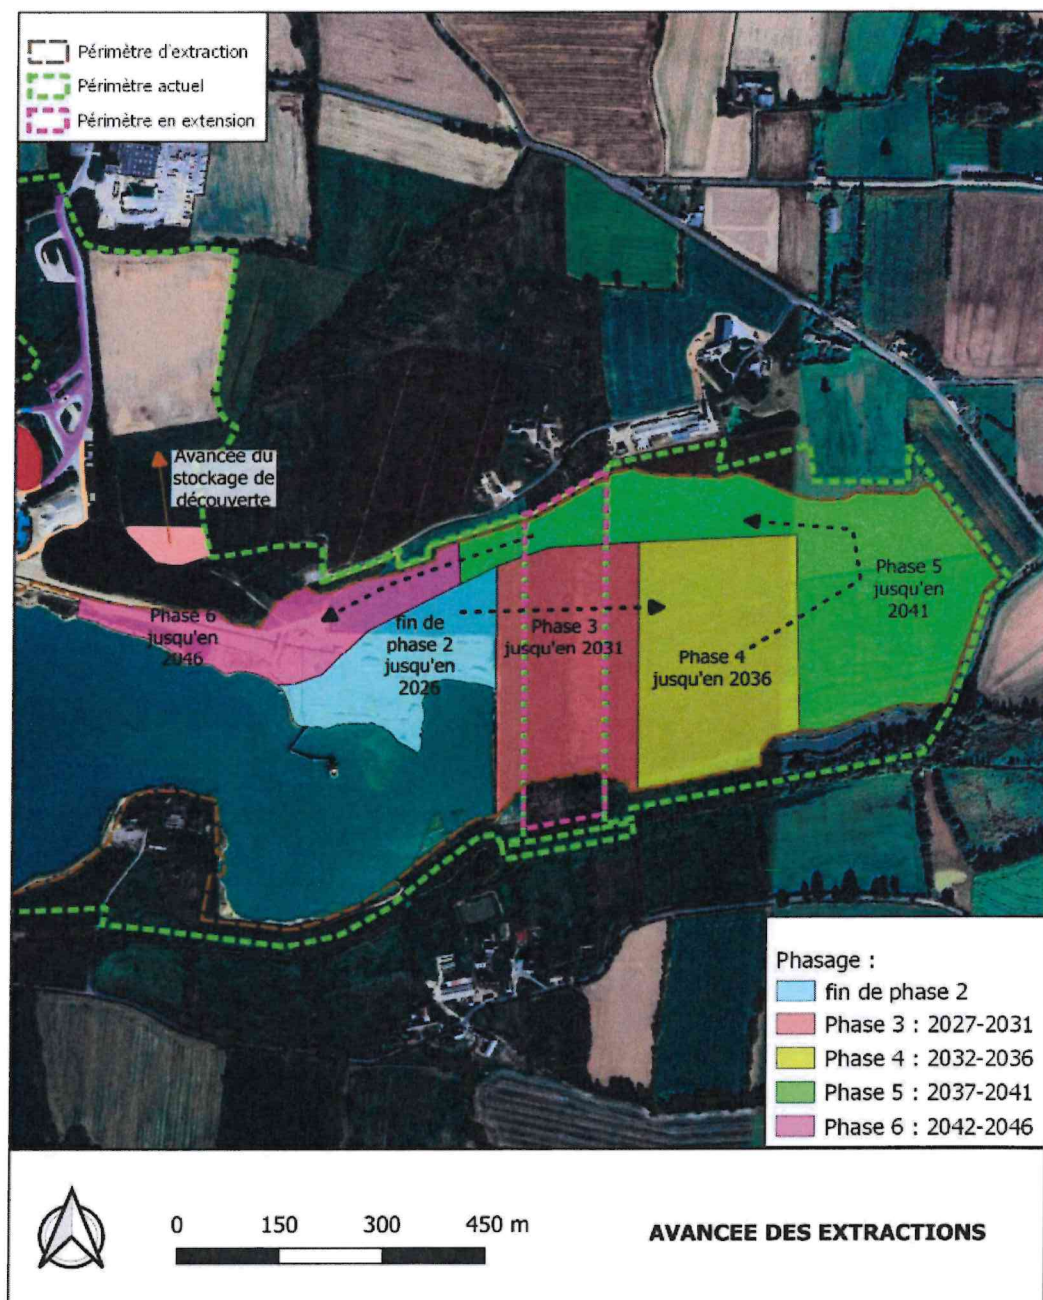 Périmètre d'extraction
Périmètre actuel
Périmètre en extension
Avancée du
stockage de
découverte
Phase 6
jusqu'en
2046
fin de
phase 2
jusqu'en
2026
Phase 3
jusqu'en 2031
Phase 4
jusqu'en 2036
Phase 5
jusqu'en
2041
Phasage :
fin de phase 2
Phase 3 : 2027-2031
Phase 4 : 2032-2036
Phase 5 : 2037-2041
Phase 6 : 2042-2046
0 150 300 450 m
AVANCEE DES EXTRACTIONS